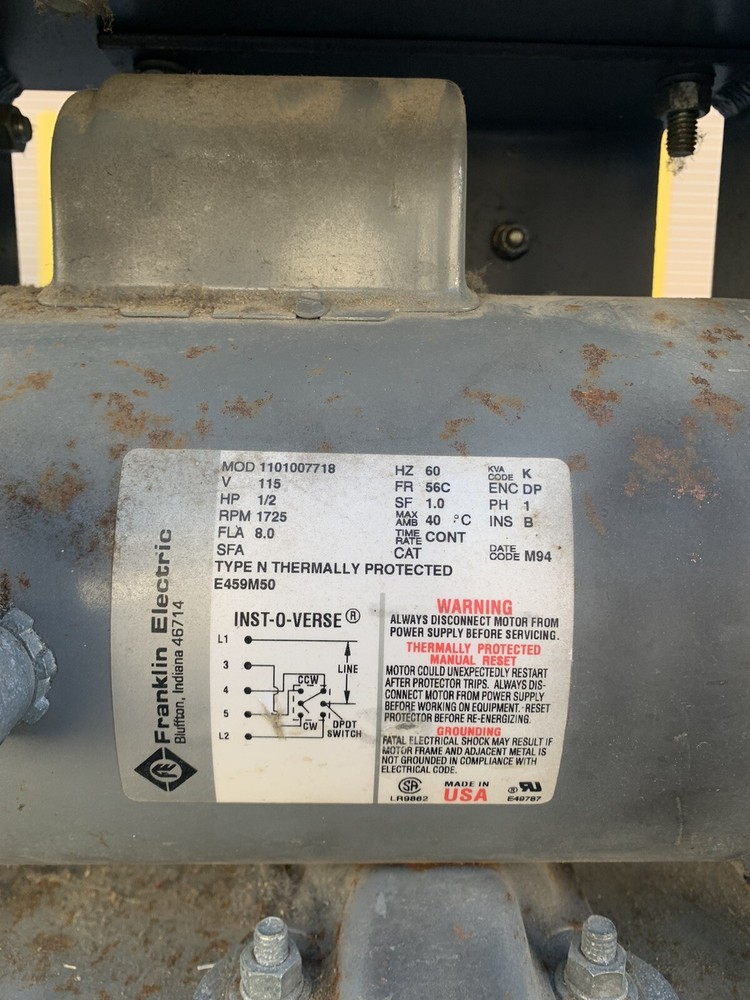 Franklin Electric
Bluffton, Indiana 46714
FE
MOD 1101007718
V 115
HP 1/2
RPM 1725
FLA 8.0
SFA
HZ 60
FR 56C
SF 1.0
MAX AMB 40 °C
TIME RATE CONT
CAT
KVA CODE K
ENC DP
PH 1
INS B
DATE CODE M94
TYPE N THERMALLY PROTECTED
E459M50
INST-O-VERSE®
L1
3
4
5
L2
LINE
CCW
CW
DPDT
SWITCH
WARNING
ALWAYS DISCONNECT MOTOR FROM
POWER SUPPLY BEFORE SERVICING.
THERMALLY PROTECTED
MANUAL RESET
MOTOR COULD UNEXPECTEDLY RESTART
AFTER PROTECTOR TRIPS. ALWAYS DIS-
CONNECT MOTOR FROM POWER SUPPLY
BEFORE WORKING ON EQUIPMENT. RESET
PROTECTOR BEFORE RE-ENERGIZING.
GROUNDING
FATAL ELECTRICAL SHOCK MAY RESULT IF
MOTOR FRAME AND ADJACENT METAL IS
NOT GROUNDED IN COMPLIANCE WITH
ELECTRICAL CODE.
LR9862
MADE IN
USA
E49787